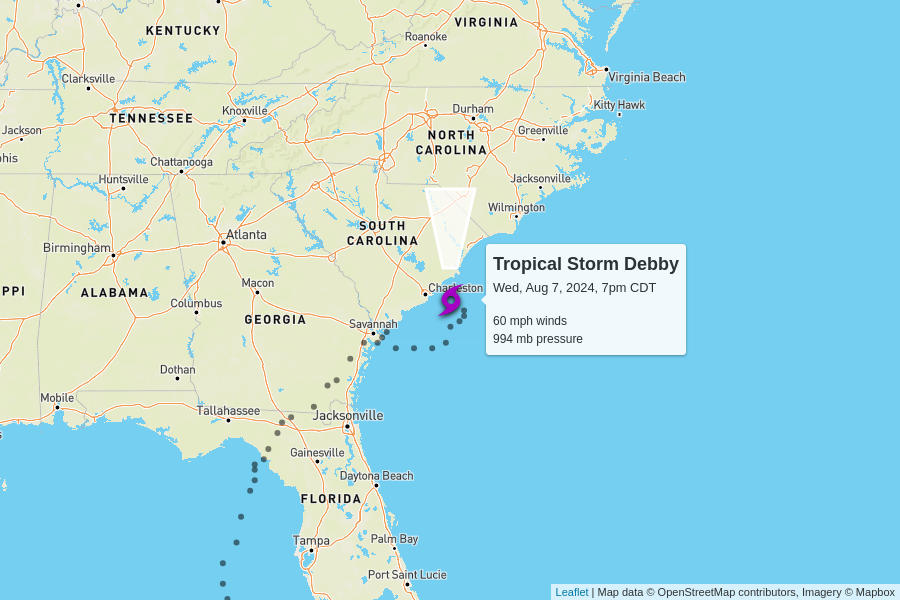 VIRGINIA
KENTUCKY
Roanoke
Clarksville
Virginia Beach
Kitty Hawk
Knoxville
Durham
TENNESSEE
Jackson
Greenville
NORTH
CAROLINA
phis
Chattanooga
Huntsville
Jacksonville
Wilmington
SOUTH
CAROLINA
Atlanta
Birmingham
Tropical Storm Debby
Wed, Aug 7, 2024, 7pm CDT
60 mph winds
994 mb pressure
Charleston
Macon
PPI
ALABAMA
Columbus
GEORGIA
Savannah
Dothan
Mobile
Tallahassee
Jacksonville
s
Gainesville
Daytona Beach
FLORIDA
Tampa
Palm Bay
Port Saint Lucie
Leaflet | Map data © OpenStreetMap contributors, Imagery © Mapbox